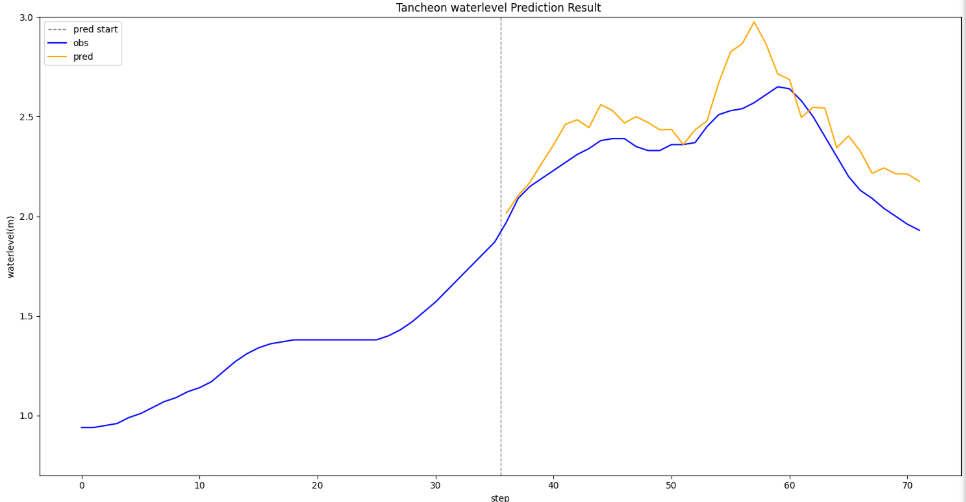 Tancheon waterlevel Prediction Result
pred start
obs
pred
waterlevel(m)
3.0
2.5
2.0
1.5
1.0
0 10 20 30 40 50 60 70
step